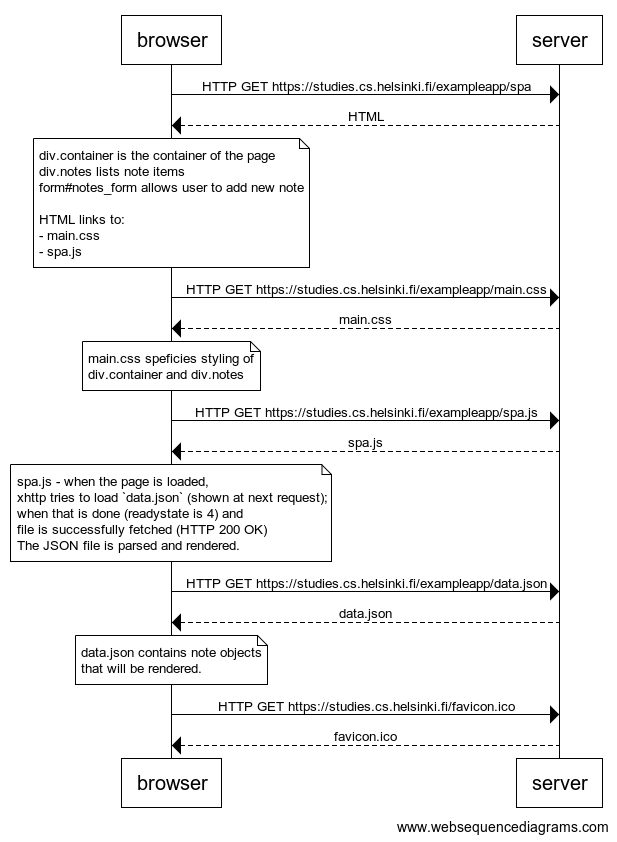 browser
server
HTTP GET https://studies.cs.helsinki.fi/exampleapp/spa
HTML
div.container is the container of the page
div.notes lists note items
form#notes_form allows user to add new note
HTML links to:
- main.css
- spa.js
HTTP GET https://studies.cs.helsinki.fi/exampleapp/main.css
main.css
main.css speficies styling of
div.container and div.notes
HTTP GET https://studies.cs.helsinki.fi/exampleapp/spa.js
spa.js
spa.js - when the page is loaded,
xhttp tries to load `data.json` (shown at next request);
when that is done (readystate is 4) and
file is successfully fetched (HTTP 200 OK)
The JSON file is parsed and rendered.
HTTP GET https://studies.cs.helsinki.fi/exampleapp/data.json
data.json
data.json contains note objects
that will be rendered.
HTTP GET https://studies.cs.helsinki.fi/favicon.ico
favicon.ico
browser
server
www.websequencediagrams.com